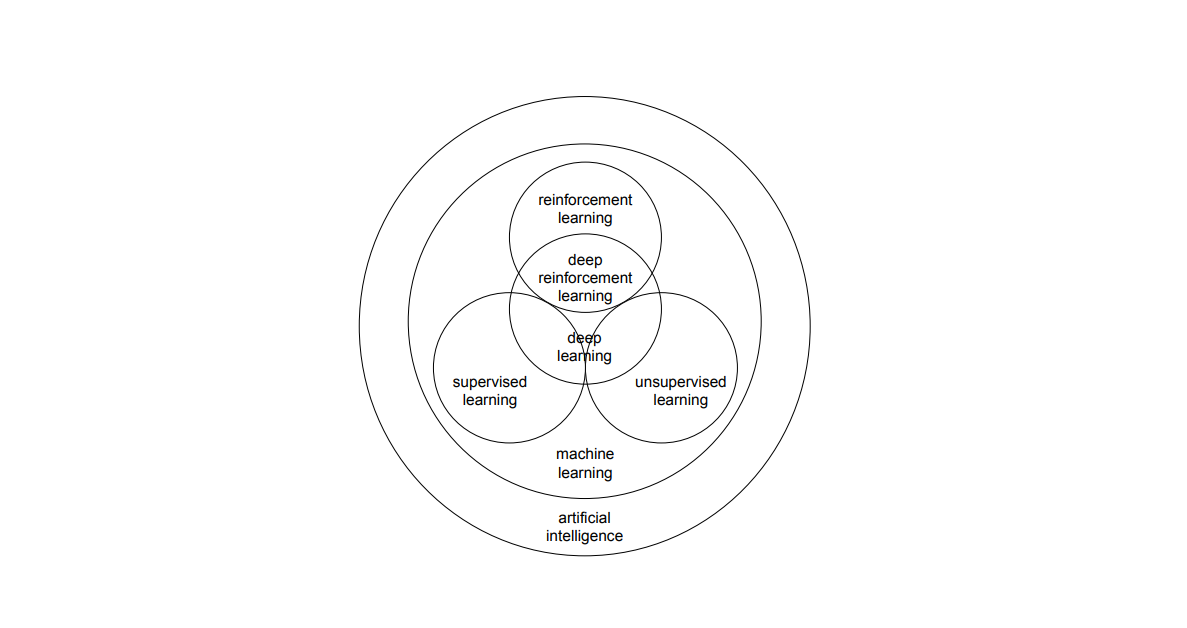 reinforcement
learning
deep
reinforcement
learning
deep
learning
supervised
learning
unsupervised
learning
machine
learning
artificial
intelligence